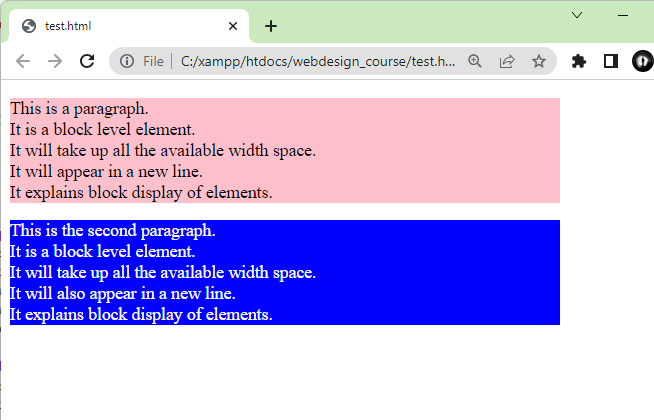 test.html
File
C:/xampp/htdocs/webdesign_course/test.h...
This is a paragraph.
It is a block level element.
It will take up all the available width space.
It will appear in a new line.
It explains block display of elements.
This is the second paragraph.
It is a block level element.
It will take up all the available width space.
It will also appear in a new line.
It explains block display of elements.